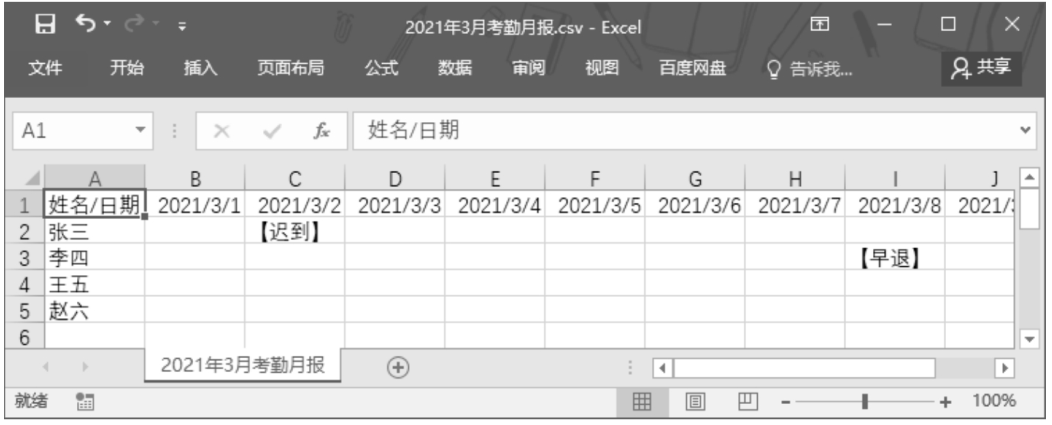 2021年3月考勤月报.csv - Excel
文件 开始 插入 页面布局 公式 数据 审阅 视图 百度网盘 告诉我... 共享
A1 fx 姓名/日期
A B C D E F G H I J
1 姓名/日期 2021/3/1 2021/3/2 2021/3/3 2021/3/4 2021/3/5 2021/3/6 2021/3/7 2021/3/8 2021/
2 张三 【迟到】
3 李四 【早退】
4 王五
5 赵六
6
2021年3月考勤月报
就绪 100%